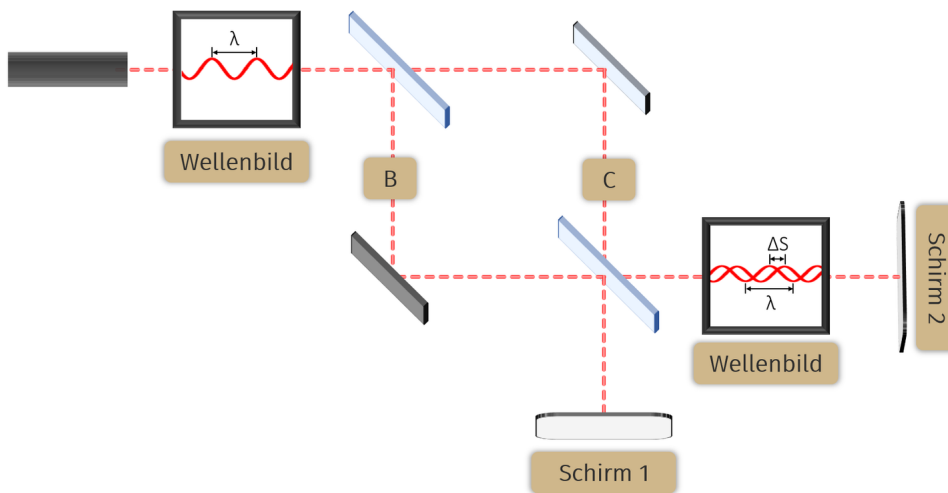 λ
Wellenbild
B
C
ΔS
λ
Wellenbild
Schirm 2
Schirm 1